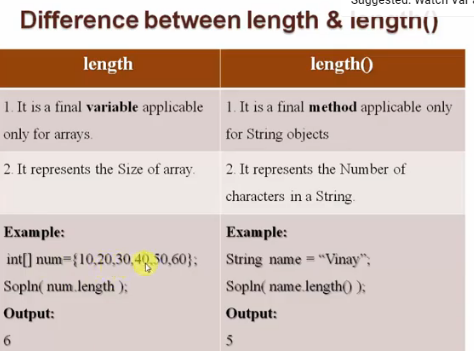 Suggested: Watch Var
Difference between length & length()
length
length()
1. It is a final variable applicable
only for arrays.
1. It is a final method applicable only
for String objects
2. It represents the Size of array.
2. It represents the Number of
characters in a String.
Example:
int[] num={10,20,30,40,50,60};
Sopln( num.length );
Output:
6
Example:
String name = “Vinay”;
Sopln( name.length() );
Output:
5